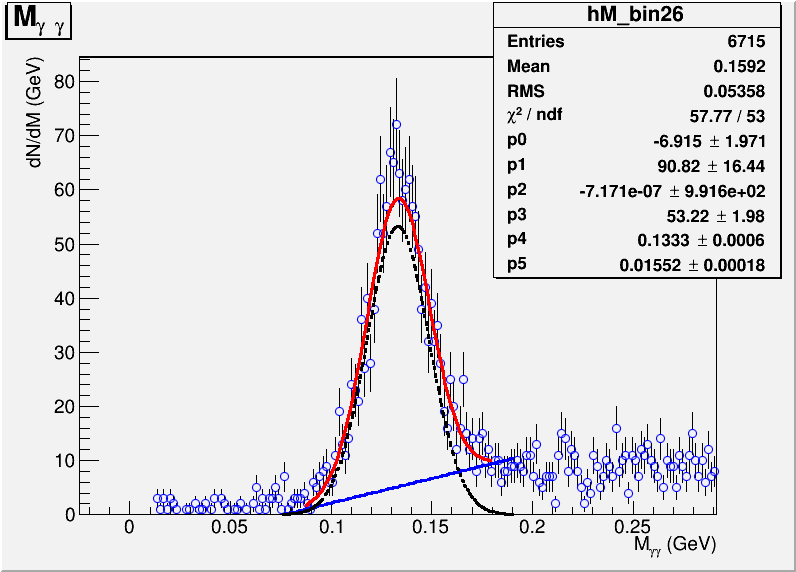 M γ γ
hM_bin26
Entries 6715
Mean 0.1592
RMS 0.05358
χ² / ndf 57.77 / 53
p0 -6.915 ± 1.971
p1 90.82 ± 16.44
p2 -7.171e-07 ± 9.916e+02
p3 53.22 ± 1.98
p4 0.1333 ± 0.0006
p5 0.01552 ± 0.00018
dN/dM (GeV)
80
70
60
50
40
30
20
10
0
0 0.05 0.1 0.15 0.2 0.25
Mγγ (GeV)